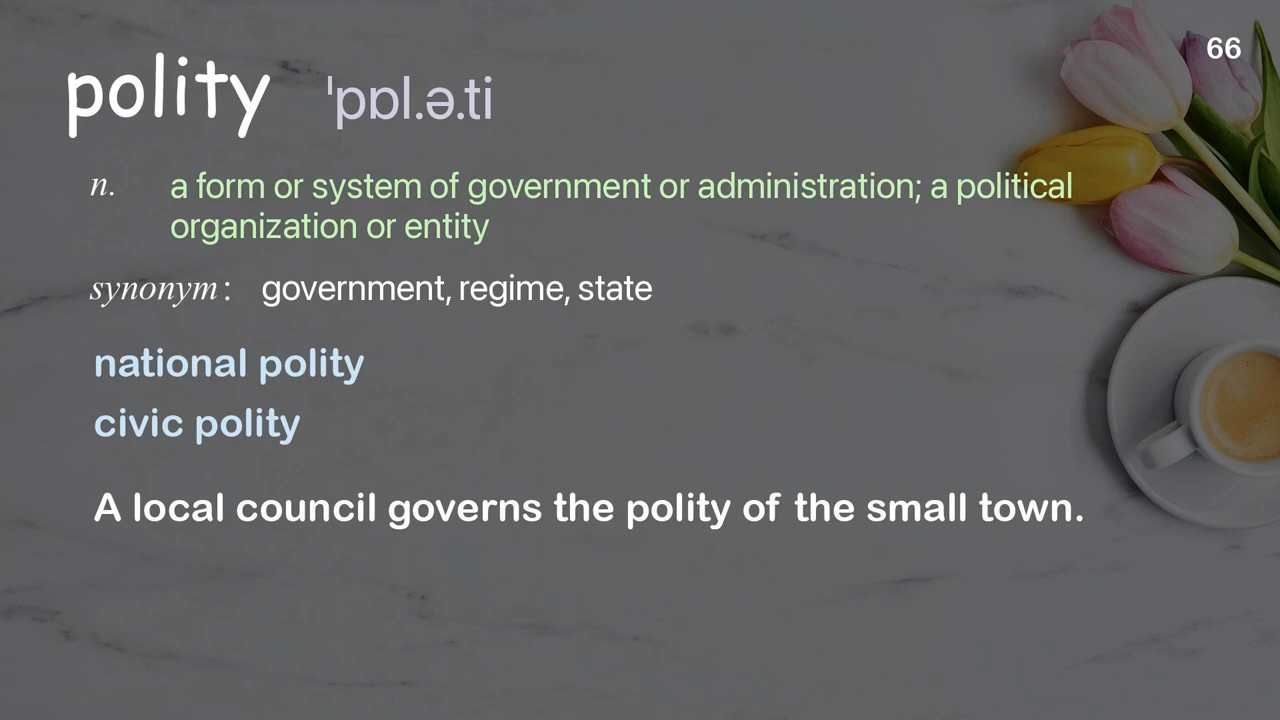 66
polity ˈpɒl.ə.ti
n. a form or system of government or administration; a political
organization or entity
synonym: government, regime, state
national polity
civic polity
A local council governs the polity of the small town.